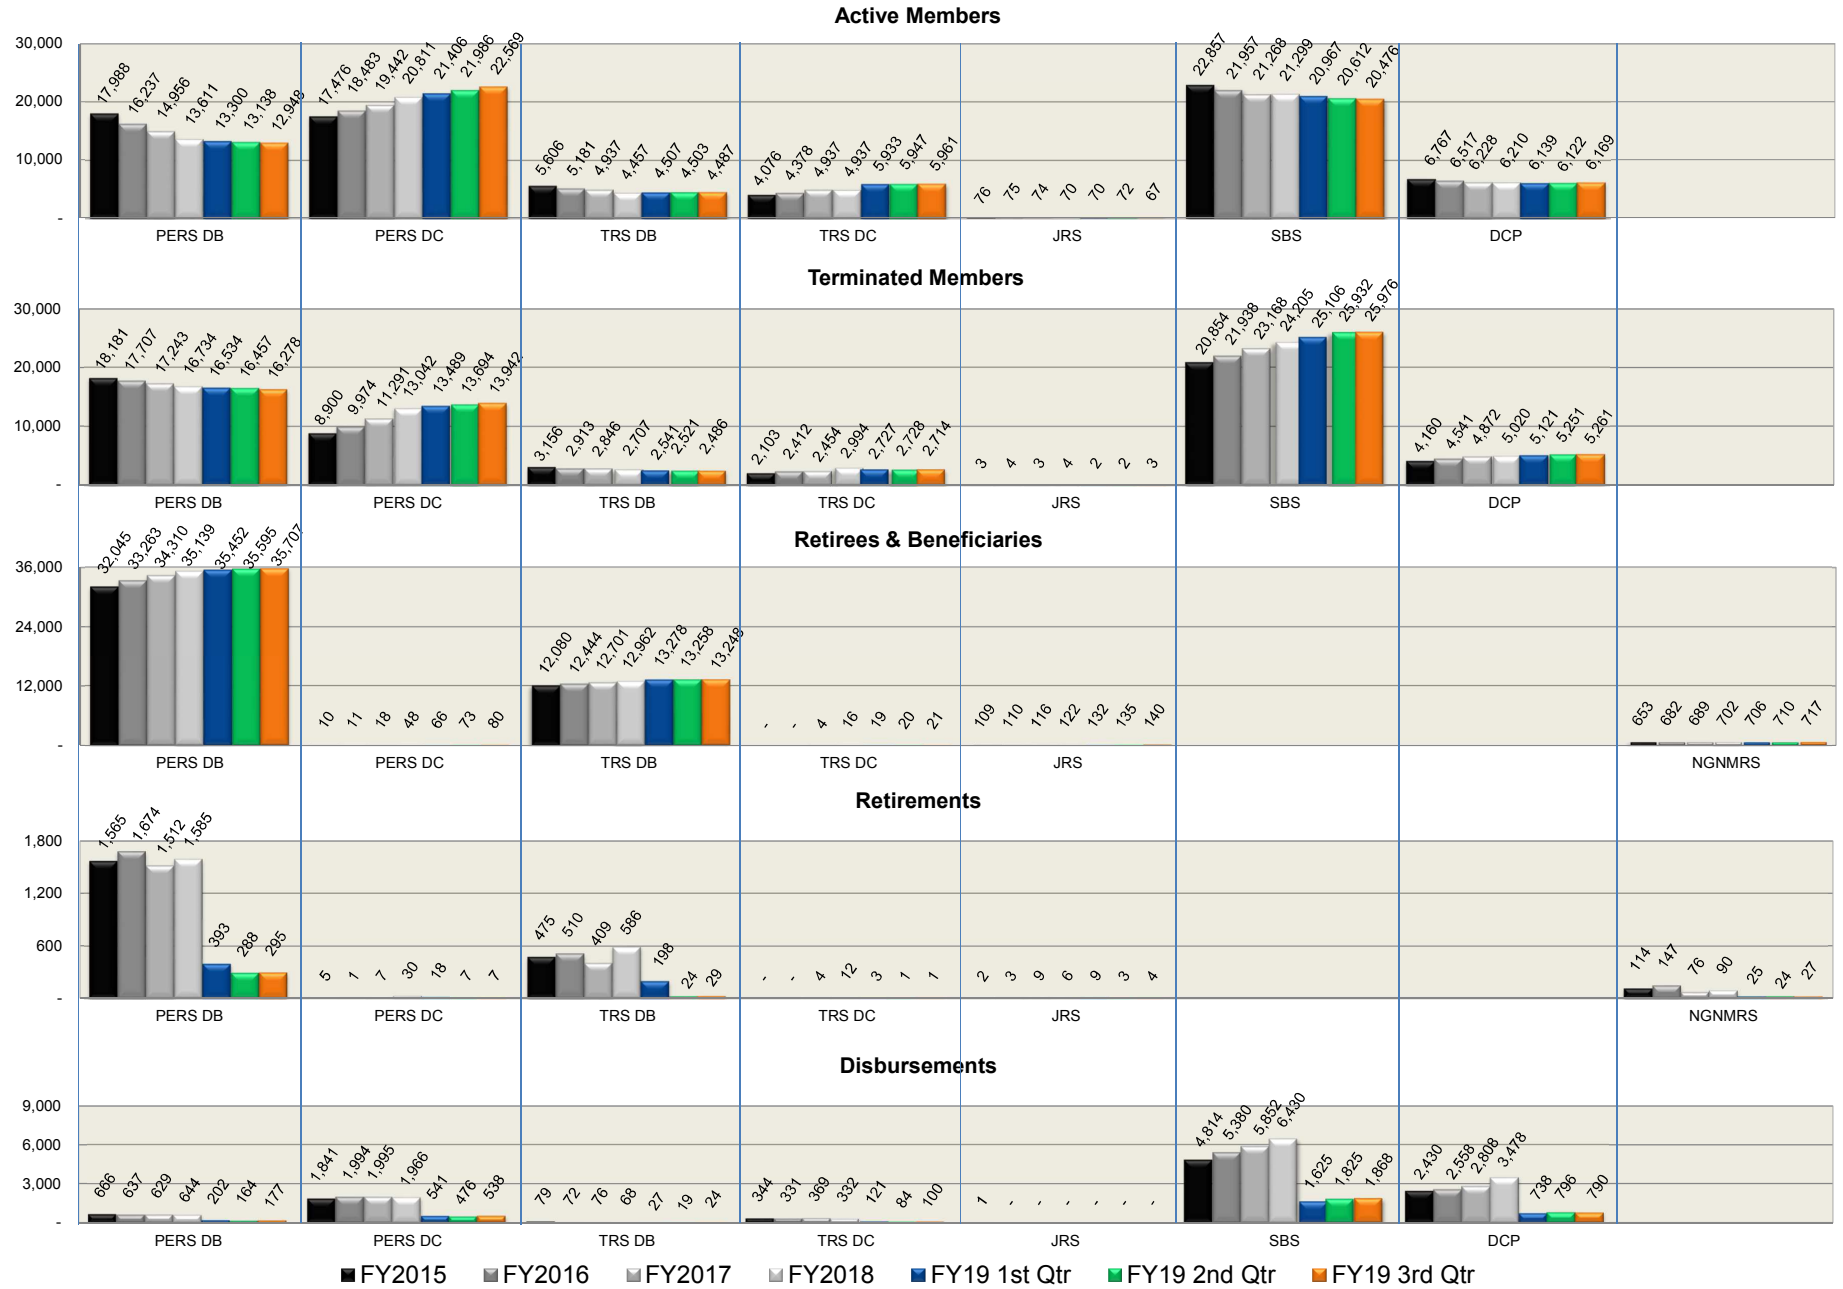 Active Members
30,000
20,000
10,000
-
17,988 16,237 14,956 13,611 13,300 13,138 12,948
17,476 18,483 19,442 20,811 21,406 21,986 22,569
5,606 5,181 4,937 4,457 4,507 4,503 4,487
4,076 4,378 4,937 4,937 5,933 5,947 5,961
76 75 74 70 70 72 67
22,857 21,957 21,268 21,299 20,967 20,612 20,476
6,767 6,517 6,228 6,210 6,139 6,122 6,169
PERS DB PERS DC TRS DB TRS DC JRS SBS DCP
Terminated Members
30,000
20,000
10,000
-
18,181 17,707 17,243 16,734 16,534 16,457 16,278
8,900 9,974 11,291 13,042 13,489 13,694 13,942
3,156 2,913 2,846 2,707 2,541 2,521 2,486
2,103 2,412 2,454 2,994 2,727 2,728 2,714
3 4 3 4 2 2 3
20,854 21,938 23,168 24,205 25,106 25,932 25,976
4,160 4,541 4,872 5,020 5,121 5,251 5,261
PERS DB PERS DC TRS DB TRS DC JRS SBS DCP
Retirees & Beneficiaries
36,000
24,000
12,000
-
32,045 33,263 34,310 35,139 35,452 35,595 35,707
10 11 18 48 66 73 80
12,080 12,444 12,701 12,962 13,278 13,258 13,248
- - 4 16 19 20 21
109 110 116 122 132 135 140
653 682 689 702 706 710 717
PERS DB PERS DC TRS DB TRS DC JRS NGNMRS
Retirements
1,800
1,200
600
-
1,565 1,674 1,512 1,585 393 288 295
5 1 7 30 18 7 7
475 510 409 586 198 24 29
- - 4 12 3 1 1
2 3 9 6 9 3 4
114 147 76 90 25 24 27
PERS DB PERS DC TRS DB TRS DC JRS NGNMRS
Disbursements
9,000
6,000
3,000
-
666 637 629 644 202 164 177
1,841 1,994 1,995 1,966 541 476 538
79 72 76 68 27 19 24
344 331 369 332 121 84 100
1 - - - - - -
4,814 5,380 5,852 6,430 1,625 1,825 1,868
2,430 2,558 2,808 3,478 738 796 790
PERS DB PERS DC TRS DB TRS DC JRS SBS DCP
FY2015 FY2016 FY2017 FY2018 FY19 1st Qtr FY19 2nd Qtr FY19 3rd Qtr